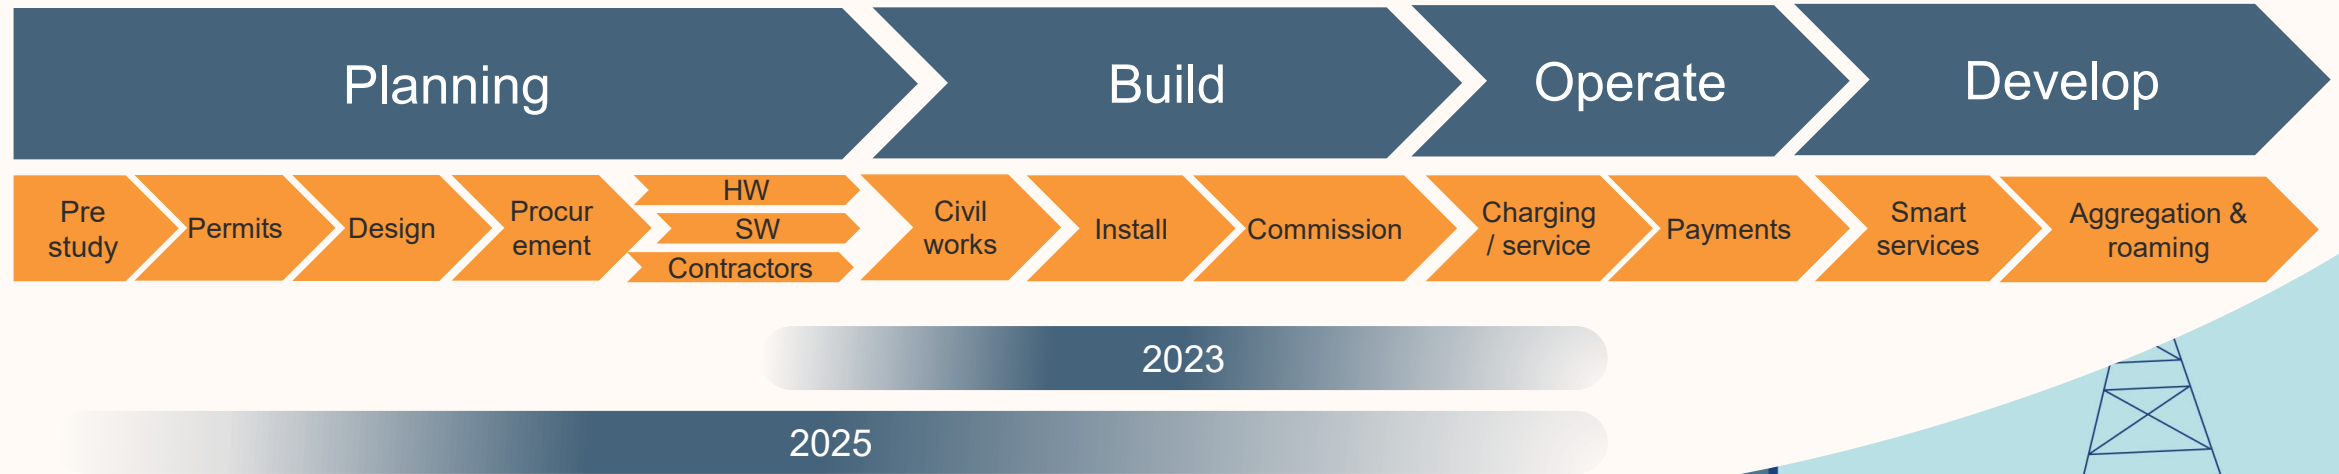 Planning
Build
Operate
Develop
Pre
study
Permits
Design
Procur
ement
HW
SW
Contractors
Civil
works
Install
Commission
Charging
/ service
Payments
Smart
services
Aggregation &
roaming
2023
2025